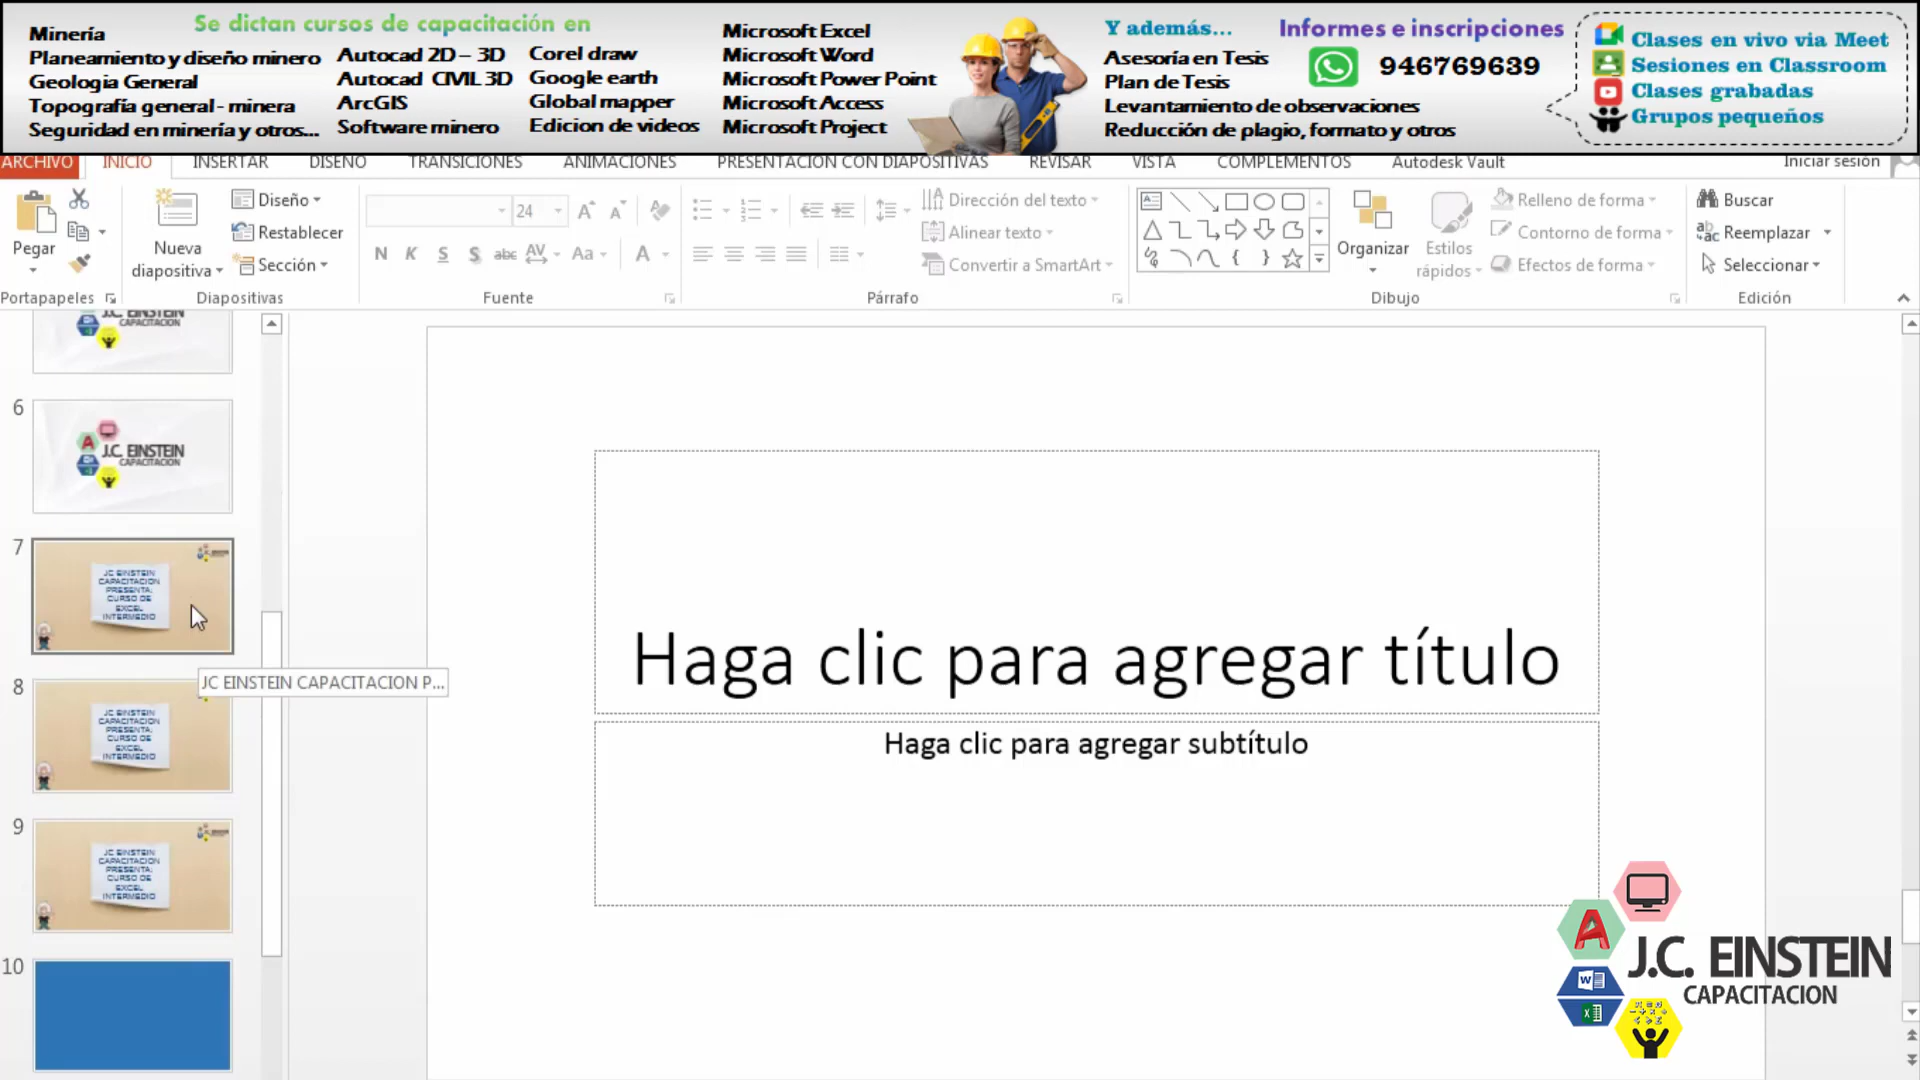 Se dictan cursos de capacitación en
Minería
Planeamiento y diseño minero
Geologia General
Topografía general - minera
Seguridad en minería y otros...
Autocad 2D – 3D
Autocad CIVIL 3D
ArcGIS
Software minero
Corel draw
Google earth
Global mapper
Edicion de videos
Microsoft Excel
Microsoft Word
Microsoft Power Point
Microsoft Access
Microsoft Project
Y además...
Asesoría en Tesis
Plan de Tesis
Levantamiento de observaciones
Reducción de plagio, formato y otros
Informes e inscripciones
946769639
Clases en vivo via Meet
Sesiones en Classroom
Clases grabadas
Grupos pequeños
ARCHIVO INICIO INSERTAR DISEÑO TRANSICIONES ANIMACIONES PRESENTACION CON DIAPOSITIVAS REVISAR VISTA COMPLEMENTOS Autodesk Vault Iniciar sesión
Pegar
Portapapeles
Nueva
diapositiva
Diseño
Restablecer
Sección
Diapositivas
24
N K S S abc AV Aa A
Fuente
Dirección del texto
Alinear texto
Convertir a SmartArt
Párrafo
Organizar
Estilos
rápidos
Relleno de forma
Contorno de forma
Efectos de forma
Dibujo
Buscar
Reemplazar
Seleccionar
Edición
J.C. EINSTEIN
CAPACITACION
6
J.C. EINSTEIN
CAPACITACION
7
JC EINSTEIN
CAPACITACION
PRESENTA:
CURSO DE
EXCEL
INTERMEDIO
JC EINSTEIN CAPACITACION P...
8
JC EINSTEIN
CAPACITACION
PRESENTA:
CURSO DE
EXCEL
INTERMEDIO
9
JC EINSTEIN
CAPACITACION
PRESENTA:
CURSO DE
EXCEL
INTERMEDIO
10
Haga clic para agregar título
Haga clic para agregar subtítulo
J.C. EINSTEIN
CAPACITACION